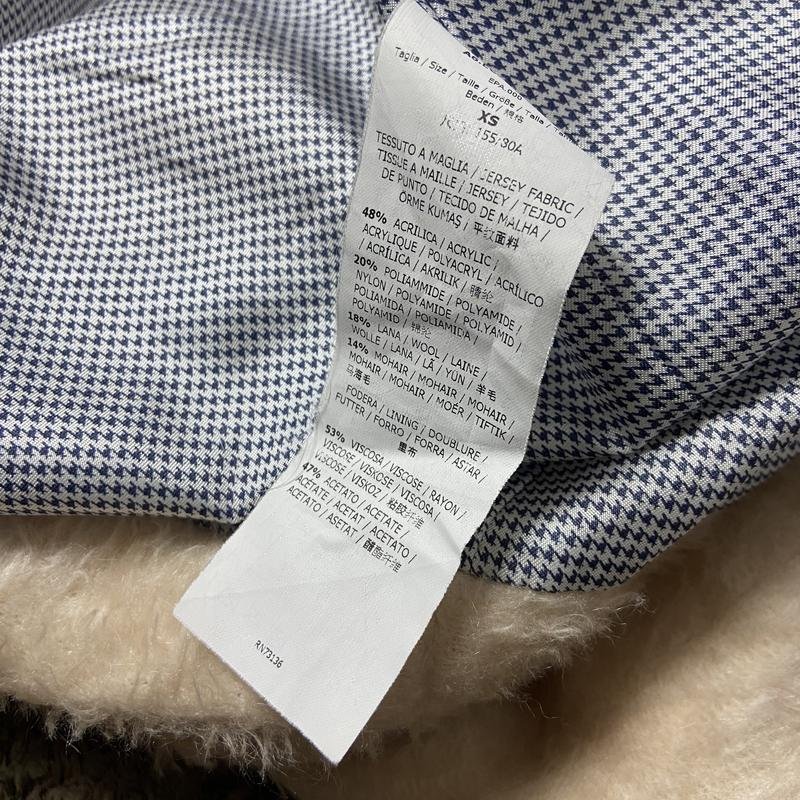 EPA.000
Taglia / Size / Taille / Größe / Talla /
Beden / 规格
XS
155/80A
TESSUTO A MAGLIA / JERSEY FABRIC /
TISSUE A MAILLE / JERSEY / TEJIDO
DE PUNTO / TECIDO DE MALHA /
ÖRME KUMAŞ / 平纹面料
48% ACRILICA / ACRYLIC /
ACRYLIQUE / POLYACRYL / ACRÍLICO
/ ACRÍLICA / AKRILIK / 腈纶
20% POLIAMMIDE / POLYAMIDE /
NYLON / POLYAMIDE / POLYAMID /
POLIAMIDA / POLIAMIDA /
POLYAMID / 锦纶
18% LANA / WOOL / LAINE /
WOLLE / LANA / LÃ / YÜN / 羊毛
14% MOHAIR / MOHAIR / MOHAIR /
MOHAIR / MOHAIR / MOER / TIFTIK /
马海毛
FODERA / LINING / DOUBLURE /
FUTTER / FORRO / FORRA / ASTAR /
里布
53% VISCOSA / VISCOSE / RAYON /
VISCOSE / VISKOSE / VISCOSA /
VISCOSE / VISKOZ / 粘胶纤维
47% ACETATO / ACETATE /
ACÉTATE / ACETAT / ACETATO /
ACETATO / ASETAT / 醋酯纤维
RN73136